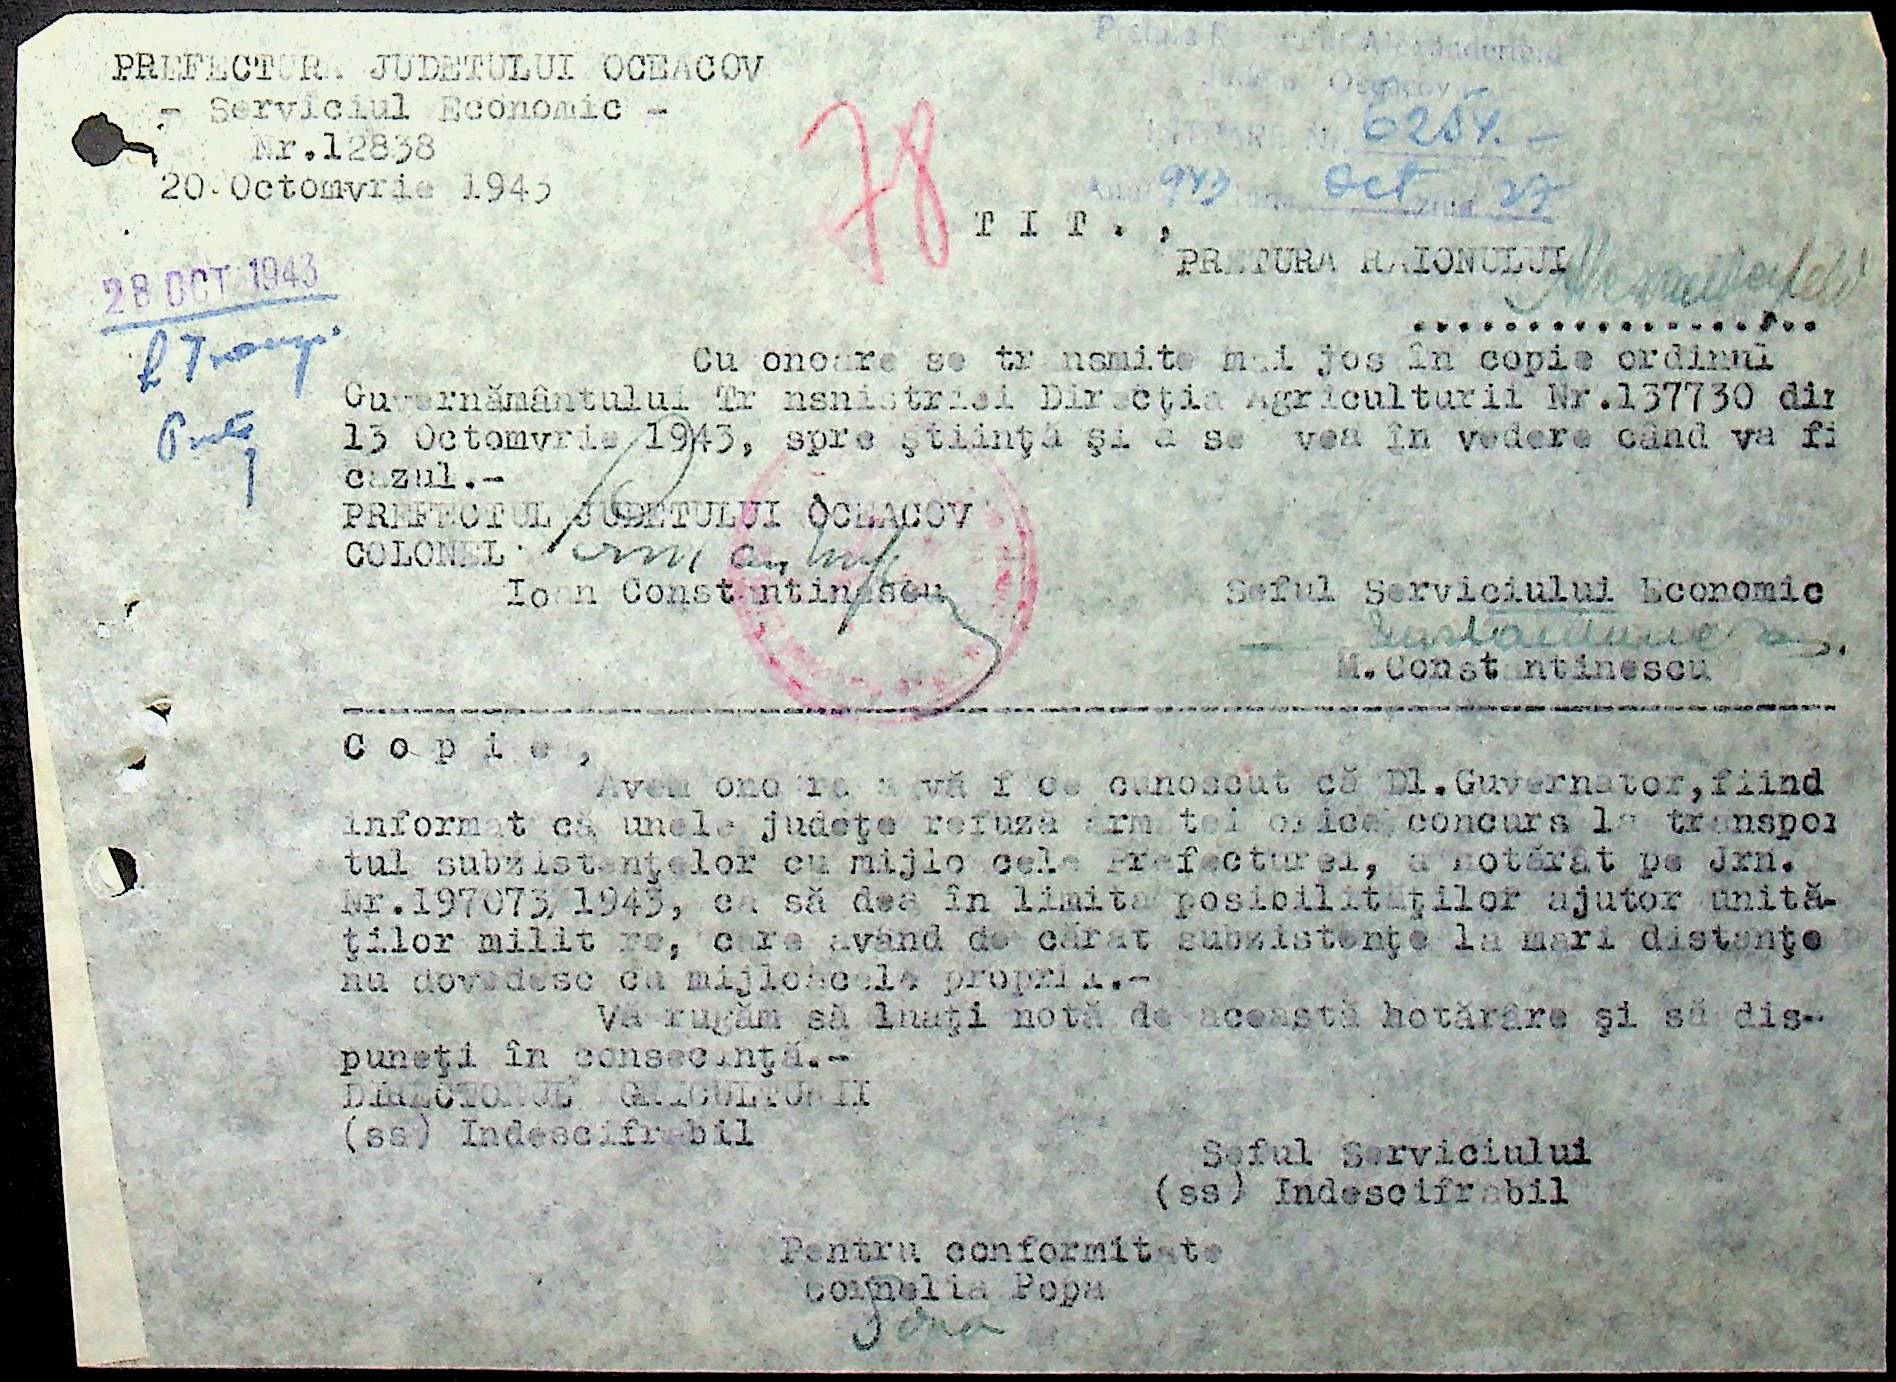 PREFECTURA JUDETULUI OCEACOV
- Serviciul Economic -
Nr.12838
20 Octomvrie 1943
78
6254.-
943 Oct 27
28 OCT 1943
T I T . ,
PRETURA RAIONULUI
Cu onoare se transmite mai jos în copie ordinul
Guvernământului Transnistriei Direcţia Agriculturii Nr.137730 din
13 Octomvrie 1943, spre ştiinţă şi a se avea în vedere când va fi
cazul.-
PREFECTUL JUDETULUI OCEACOV
COLONEL
Ioan Constantinescu
Seful Serviciului Economic
M.Constantinescu
C o p i e ,
Avem onoarea a vă face cunoscut că Dl.Guvernator,fiind
informat că unele judeţe refuză armatei orice concurs la transpor
tul subzistenţelor cu mijloacele Prefecturei, a hotărât pe Jrn.
Nr.197073/1943, ca să dea în limita posibilităţilor ajutor unită-
ţilor militare, care având de cărat subzistenţe la mari distanţe
nu dovedesc cu mijloacele proprii.-
Vă rugăm să luaţi notă de această hotărâre şi să dis-
puneţi în consecinţă.-
DIRECTORUL AGRICULTURII
(ss) Indescifrabil
Seful Serviciului
(ss) Indescifrabil
Pentru conformitate
Cornelia Popa